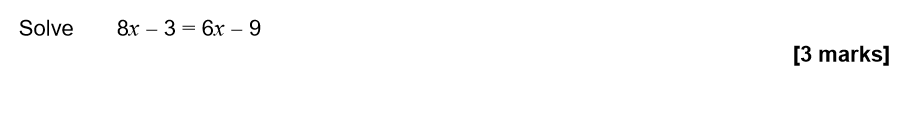 Solve 8x – 3 = 6x – 9
[3 marks]